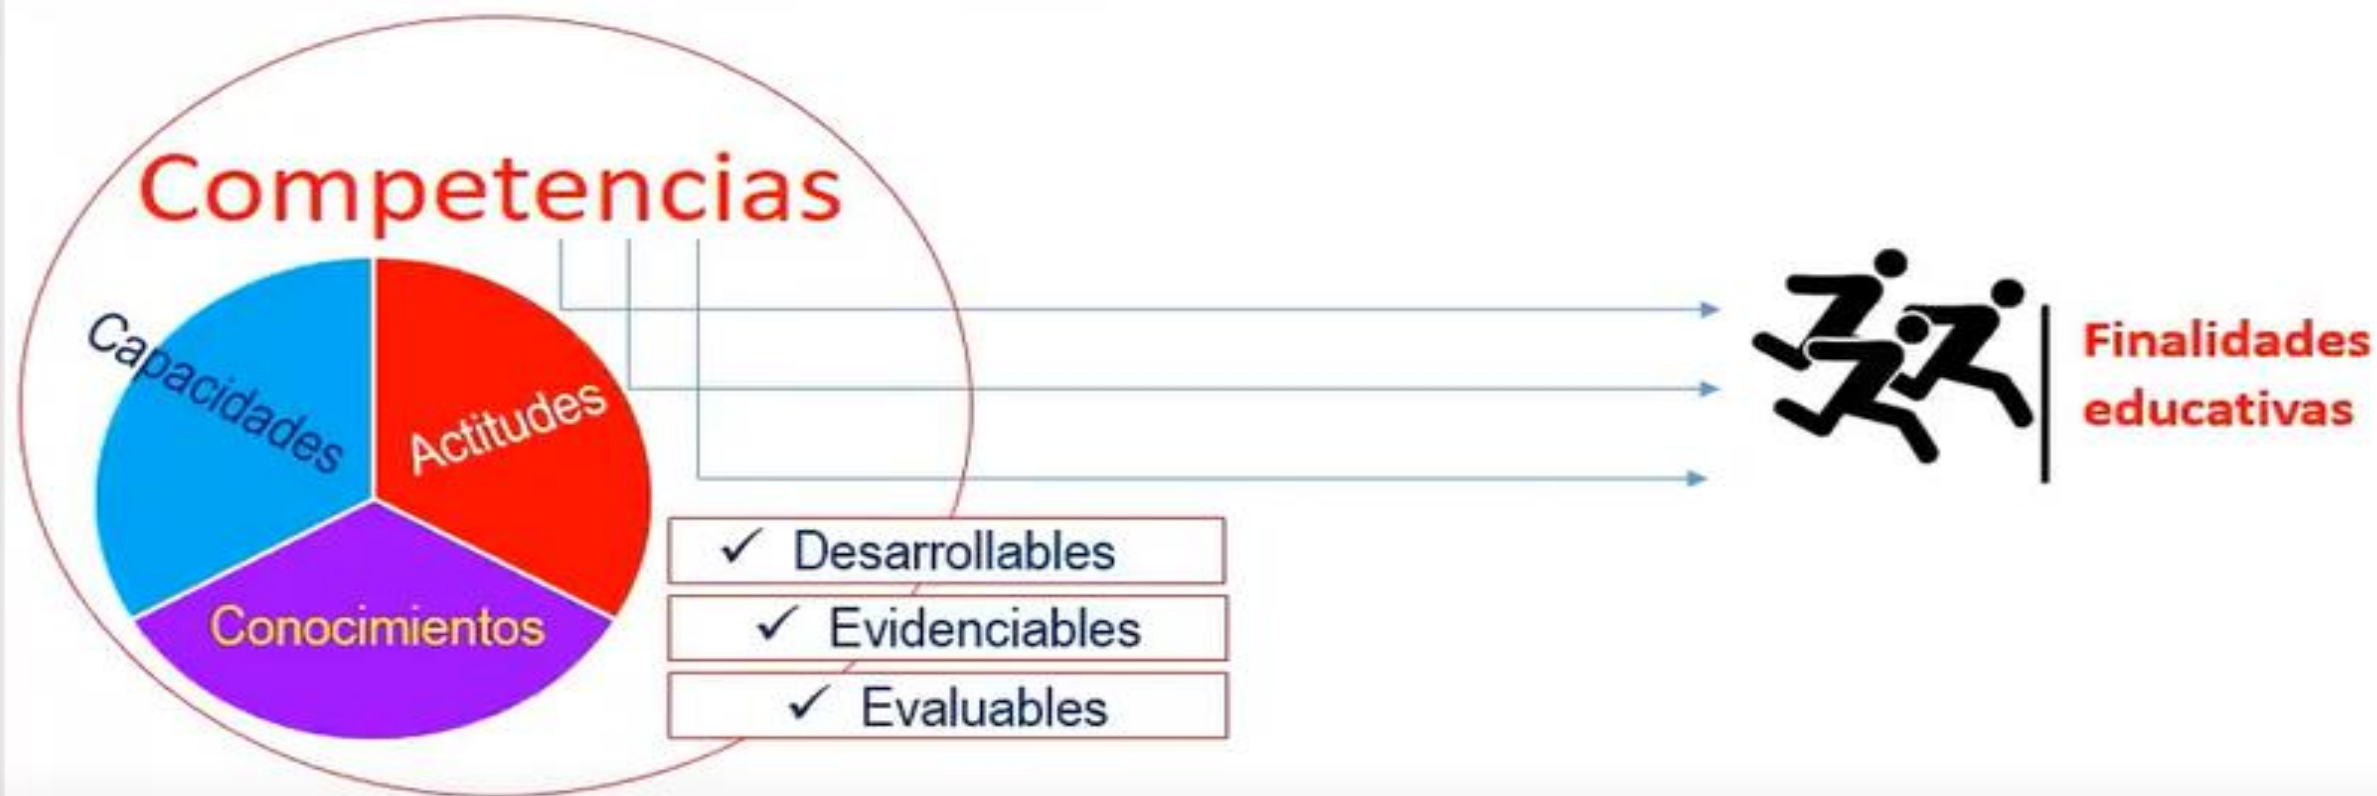 Competencias
Capacidades
Actitudes
Conocimientos
✓ Desarrollables
✓ Evidenciables
✓ Evaluables
Finalidades
educativas